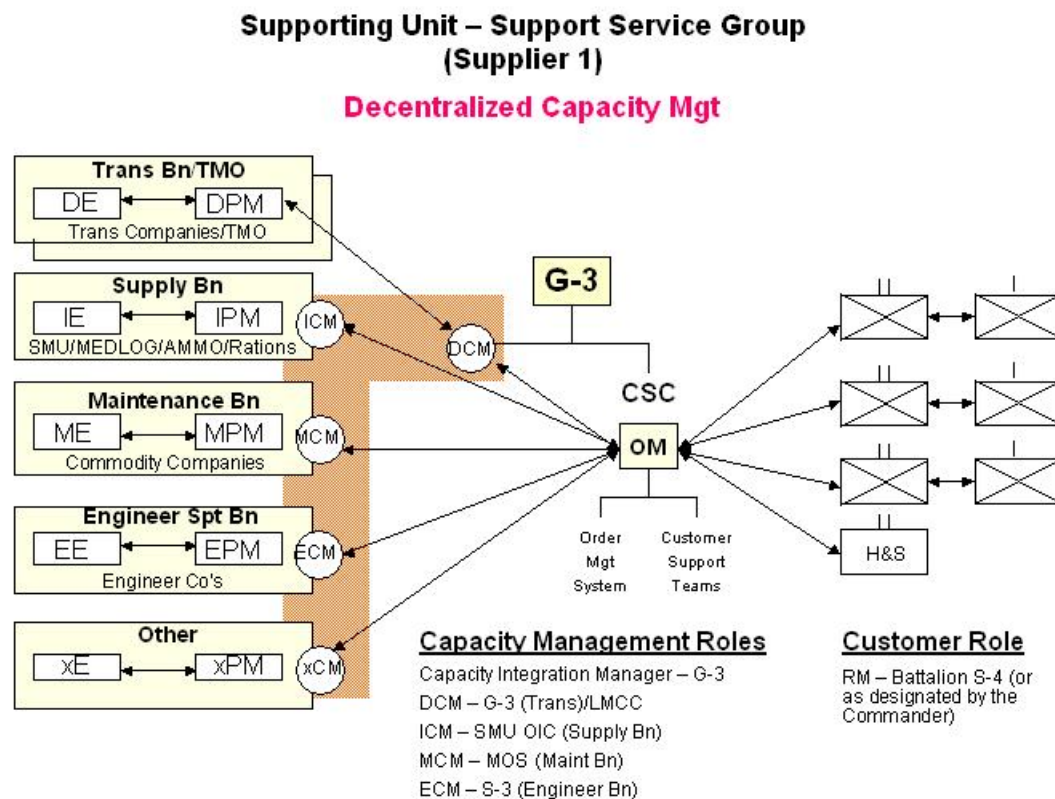 Supporting Unit – Support Service Group
(Supplier 1)
Decentralized Capacity Mgt
Trans Bn/TMO
DE
DPM
Trans Companies/TMO
Supply Bn
IE
IPM
ICM
SMU/MEDLOG/AMMO/Rations
Maintenance Bn
ME
MPM
MCM
Commodity Companies
Engineer Spt Bn
EE
EPM
ECM
Engineer Co's
Other
xE
xPM
xCM
DCM
G-3
CSC
OM
Order
Mgt
System
Customer
Support
Teams
H&S
Capacity Management Roles
Capacity Integration Manager – G-3
DCM – G-3 (Trans)/LMCC
ICM – SMU OIC (Supply Bn)
MCM – MOS (Maint Bn)
ECM – S-3 (Engineer Bn)
Customer Role
RM – Battalion S-4 (or
as designated by the
Commander)